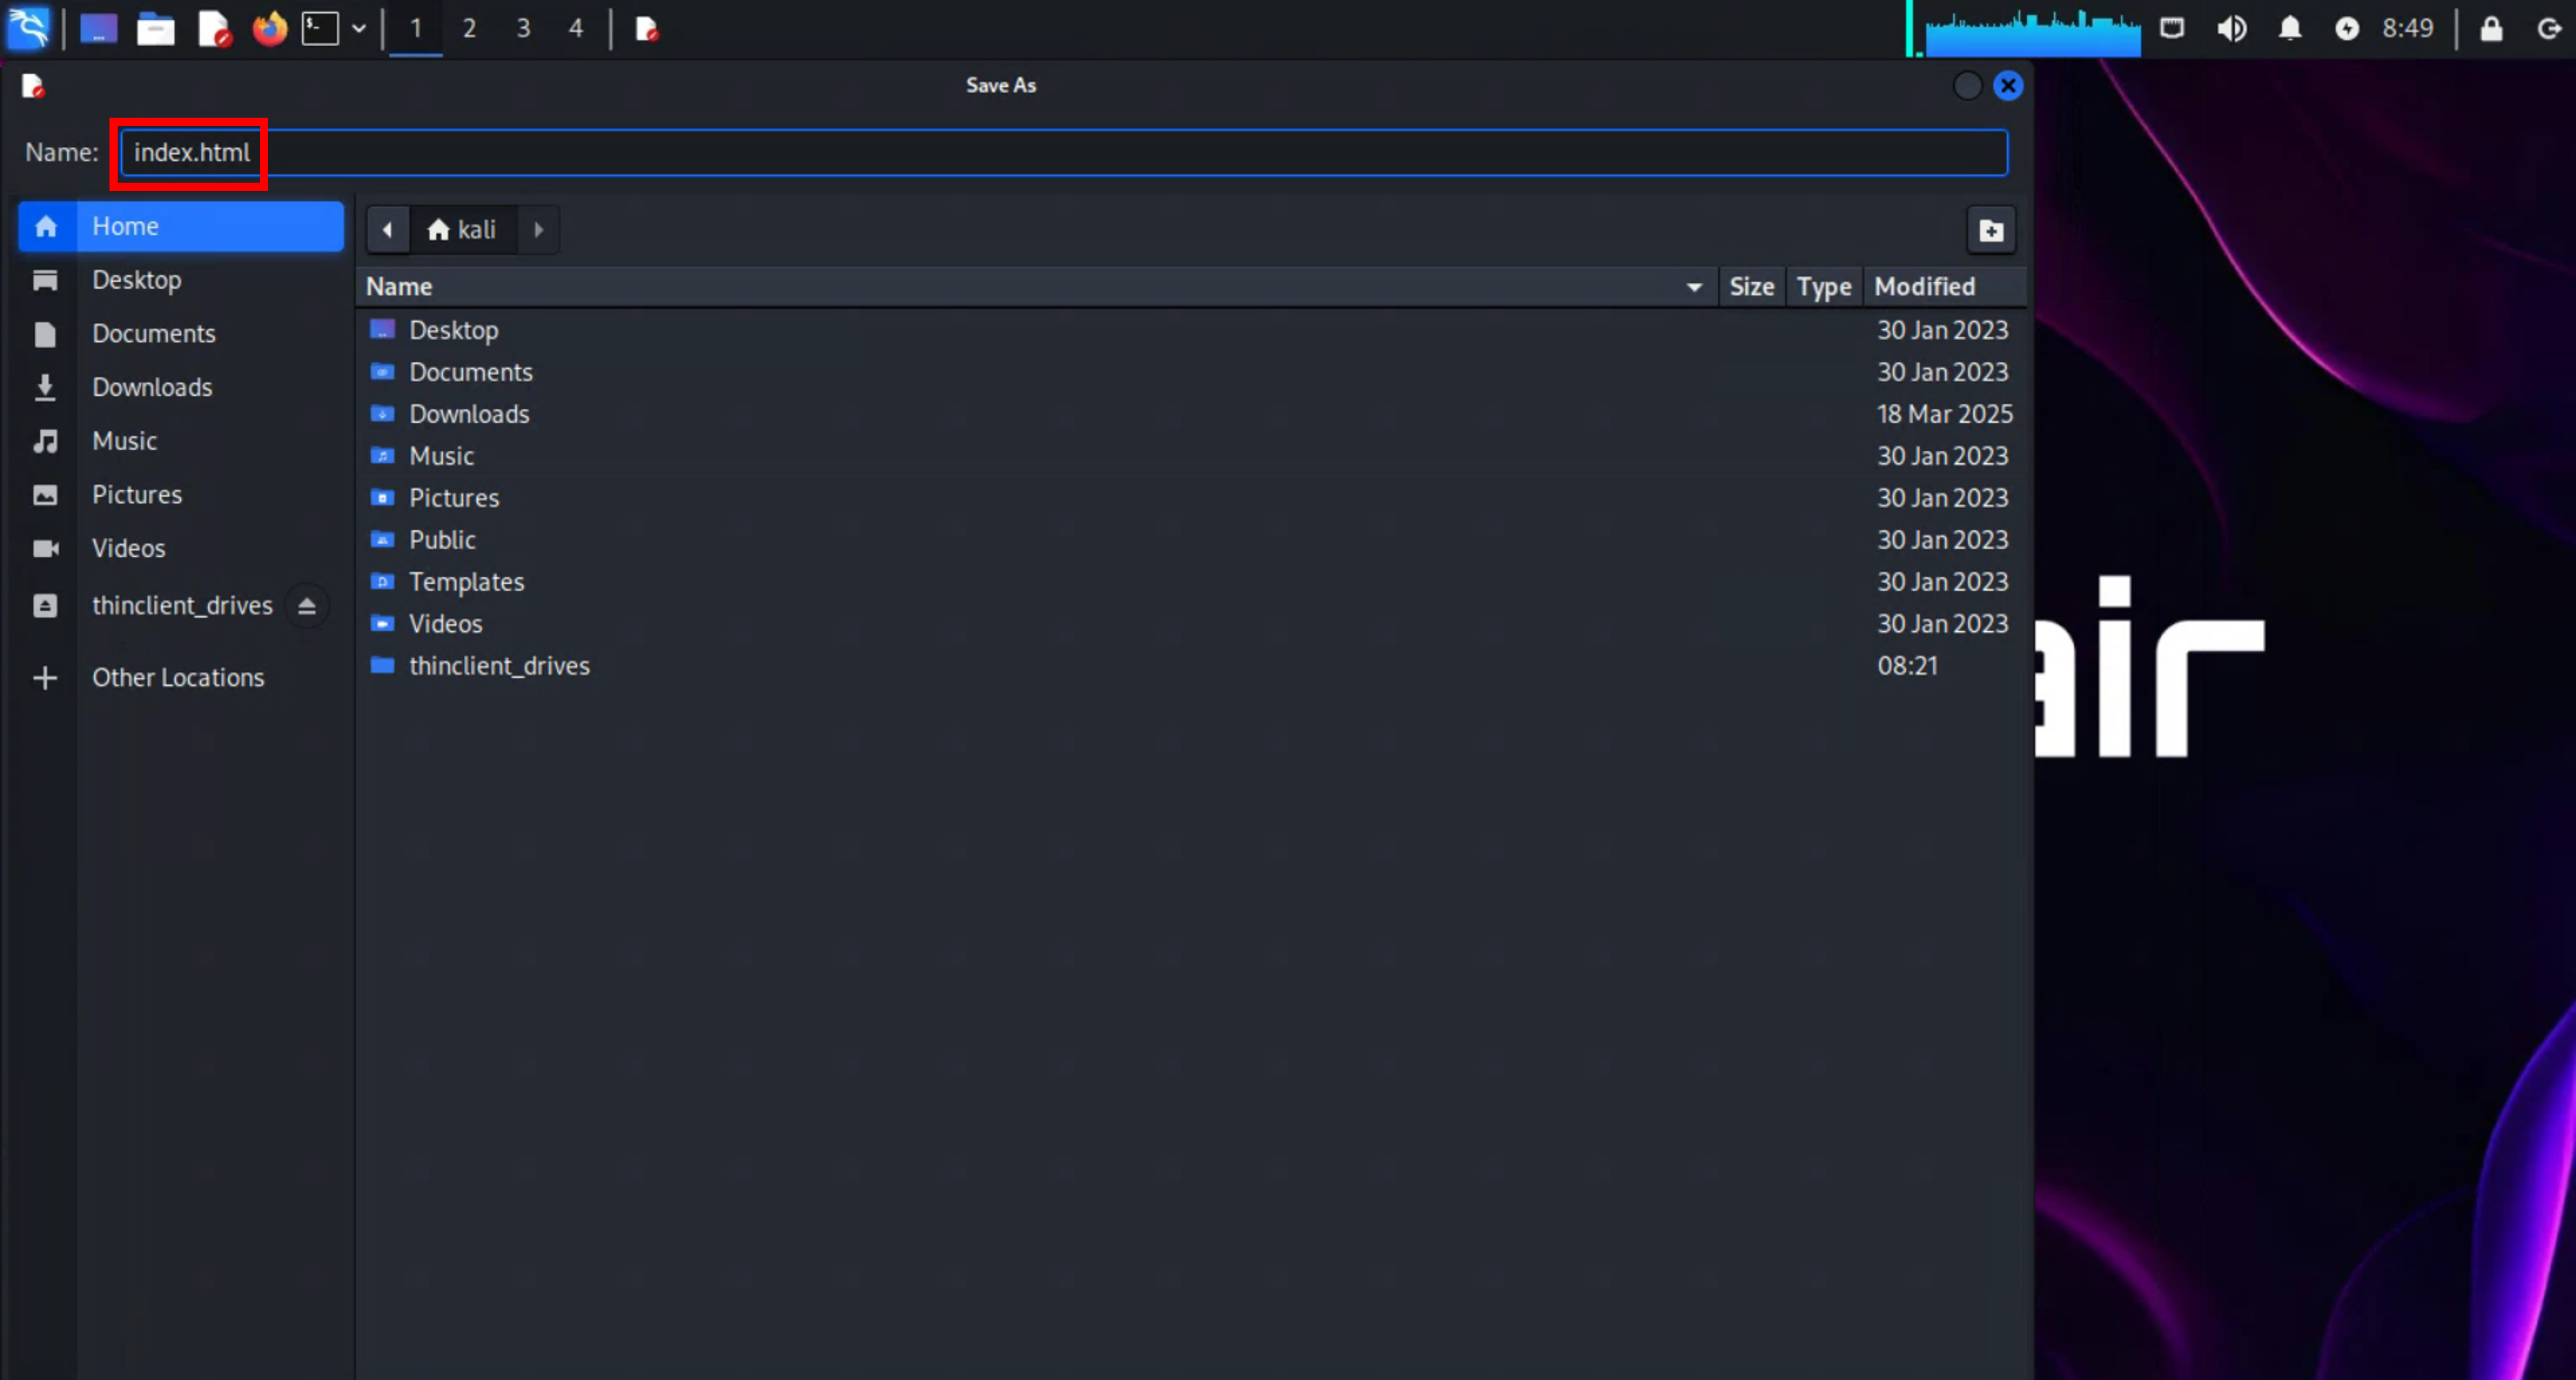 1 2 3 4 8:49
Save As
Name: index.html
Home
Desktop
Documents
Downloads
Music
Pictures
Videos
thinclient_drives
Other Locations
kali
Name Size Type Modified
Desktop 30 Jan 2023
Documents 30 Jan 2023
Downloads 18 Mar 2025
Music 30 Jan 2023
Pictures 30 Jan 2023
Public 30 Jan 2023
Templates 30 Jan 2023
Videos 30 Jan 2023
thinclient_drives 08:21
air